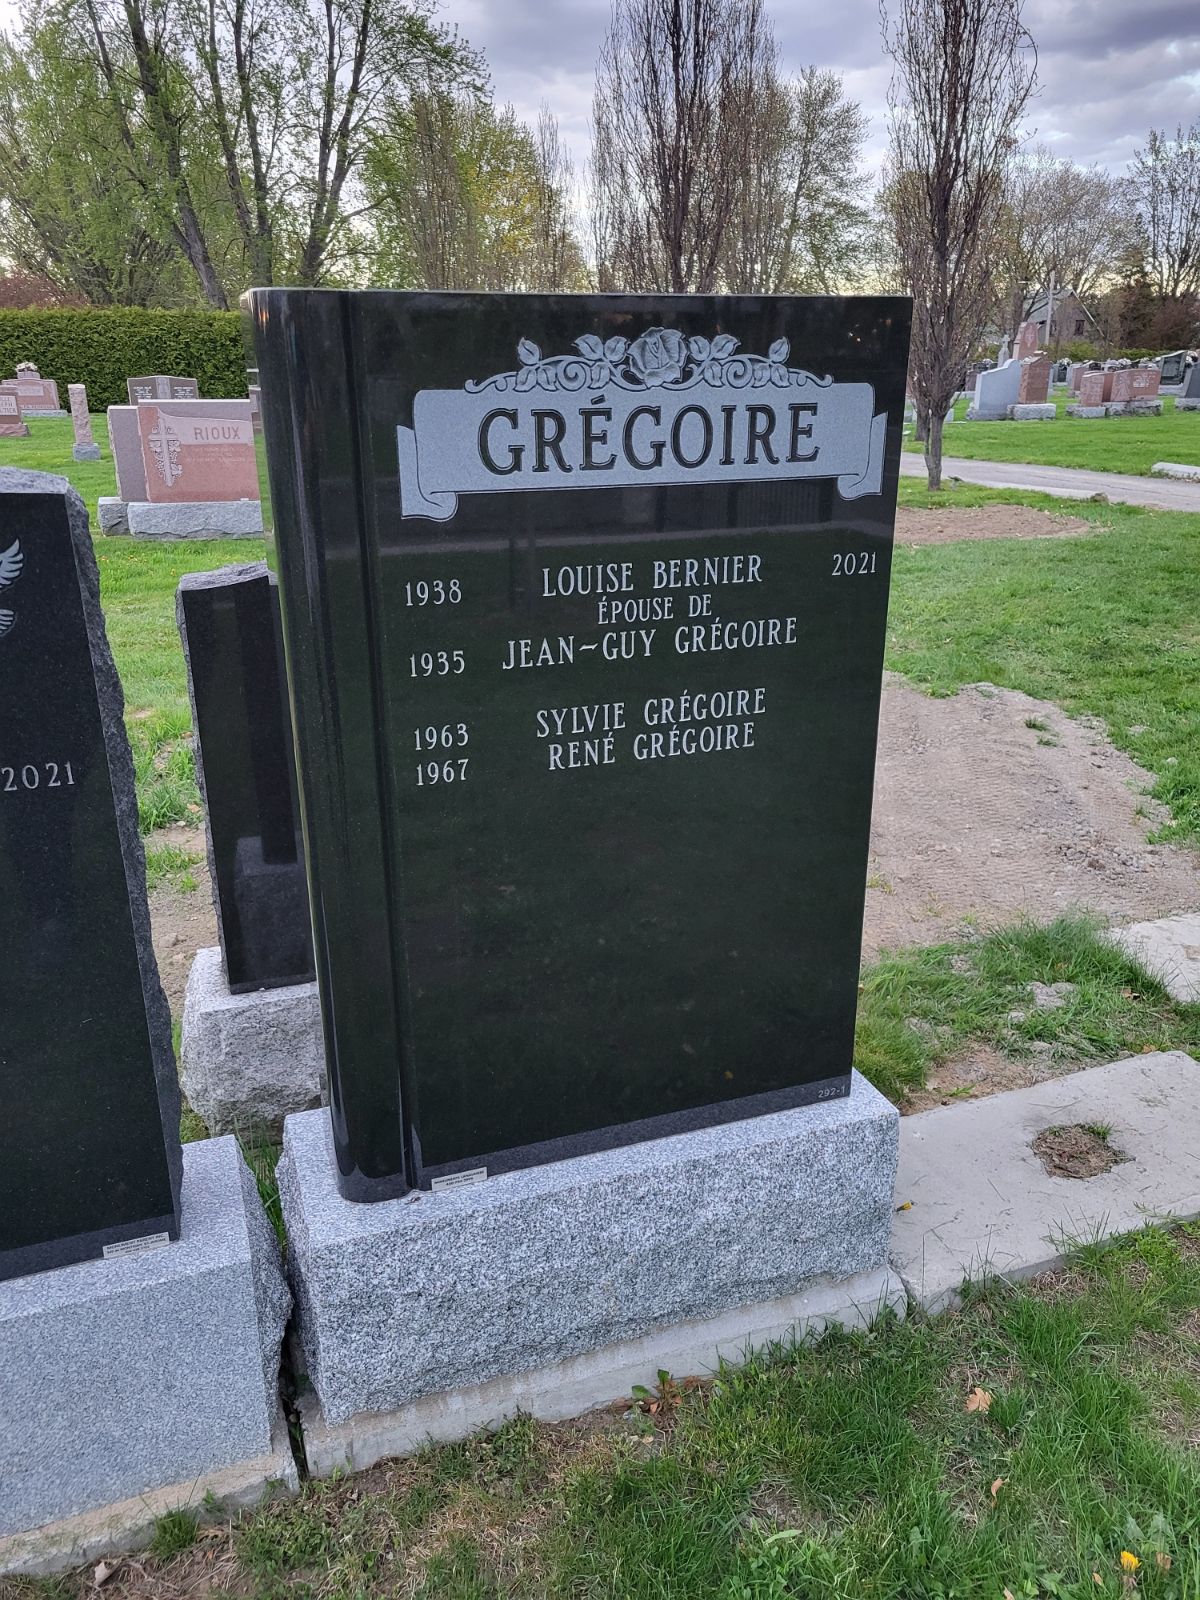 GRÉGOIRE
1938 LOUISE BERNIER 2021
ÉPOUSE DE
1935 JEAN-GUY GRÉGOIRE
1963 SYLVIE GRÉGOIRE
1967 RENÉ GRÉGOIRE
292-1
RIOUX
2021